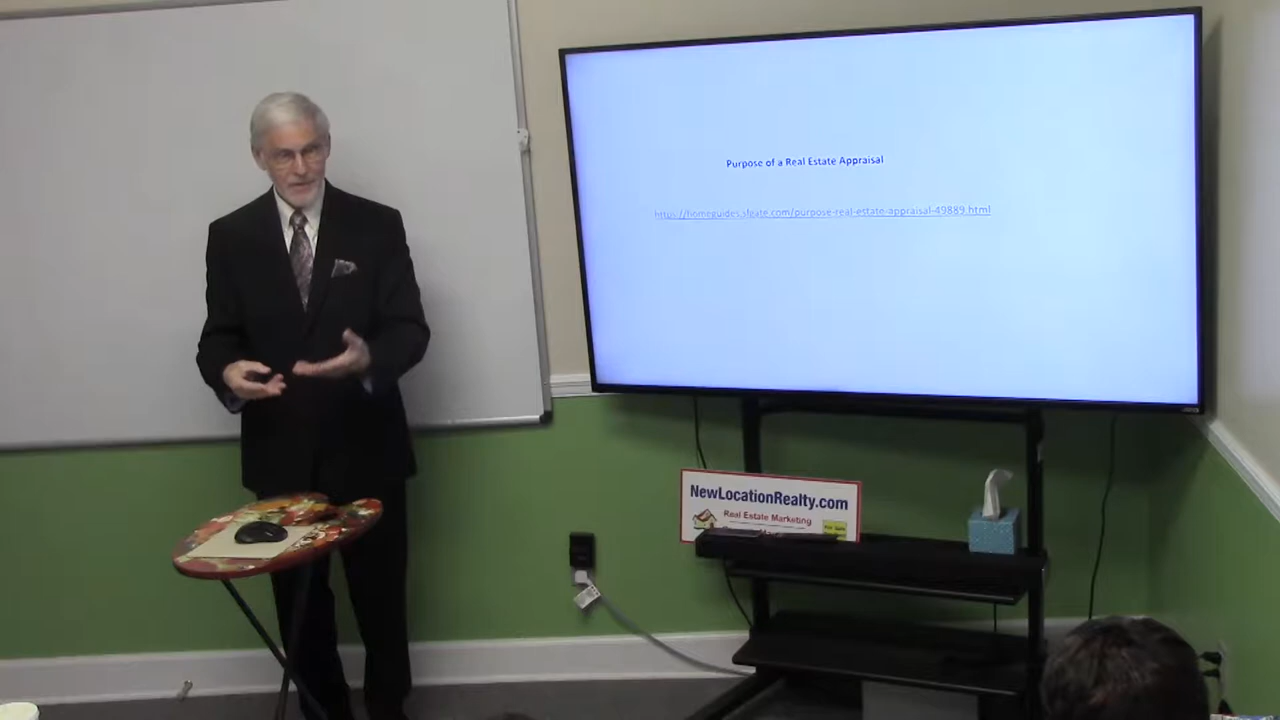 Purpose of a Real Estate Appraisal
https://homeguides.sfgate.com/purpose-real-estate-appraisal-49889.html
NewLocationRealty.com
Real Estate Marketing